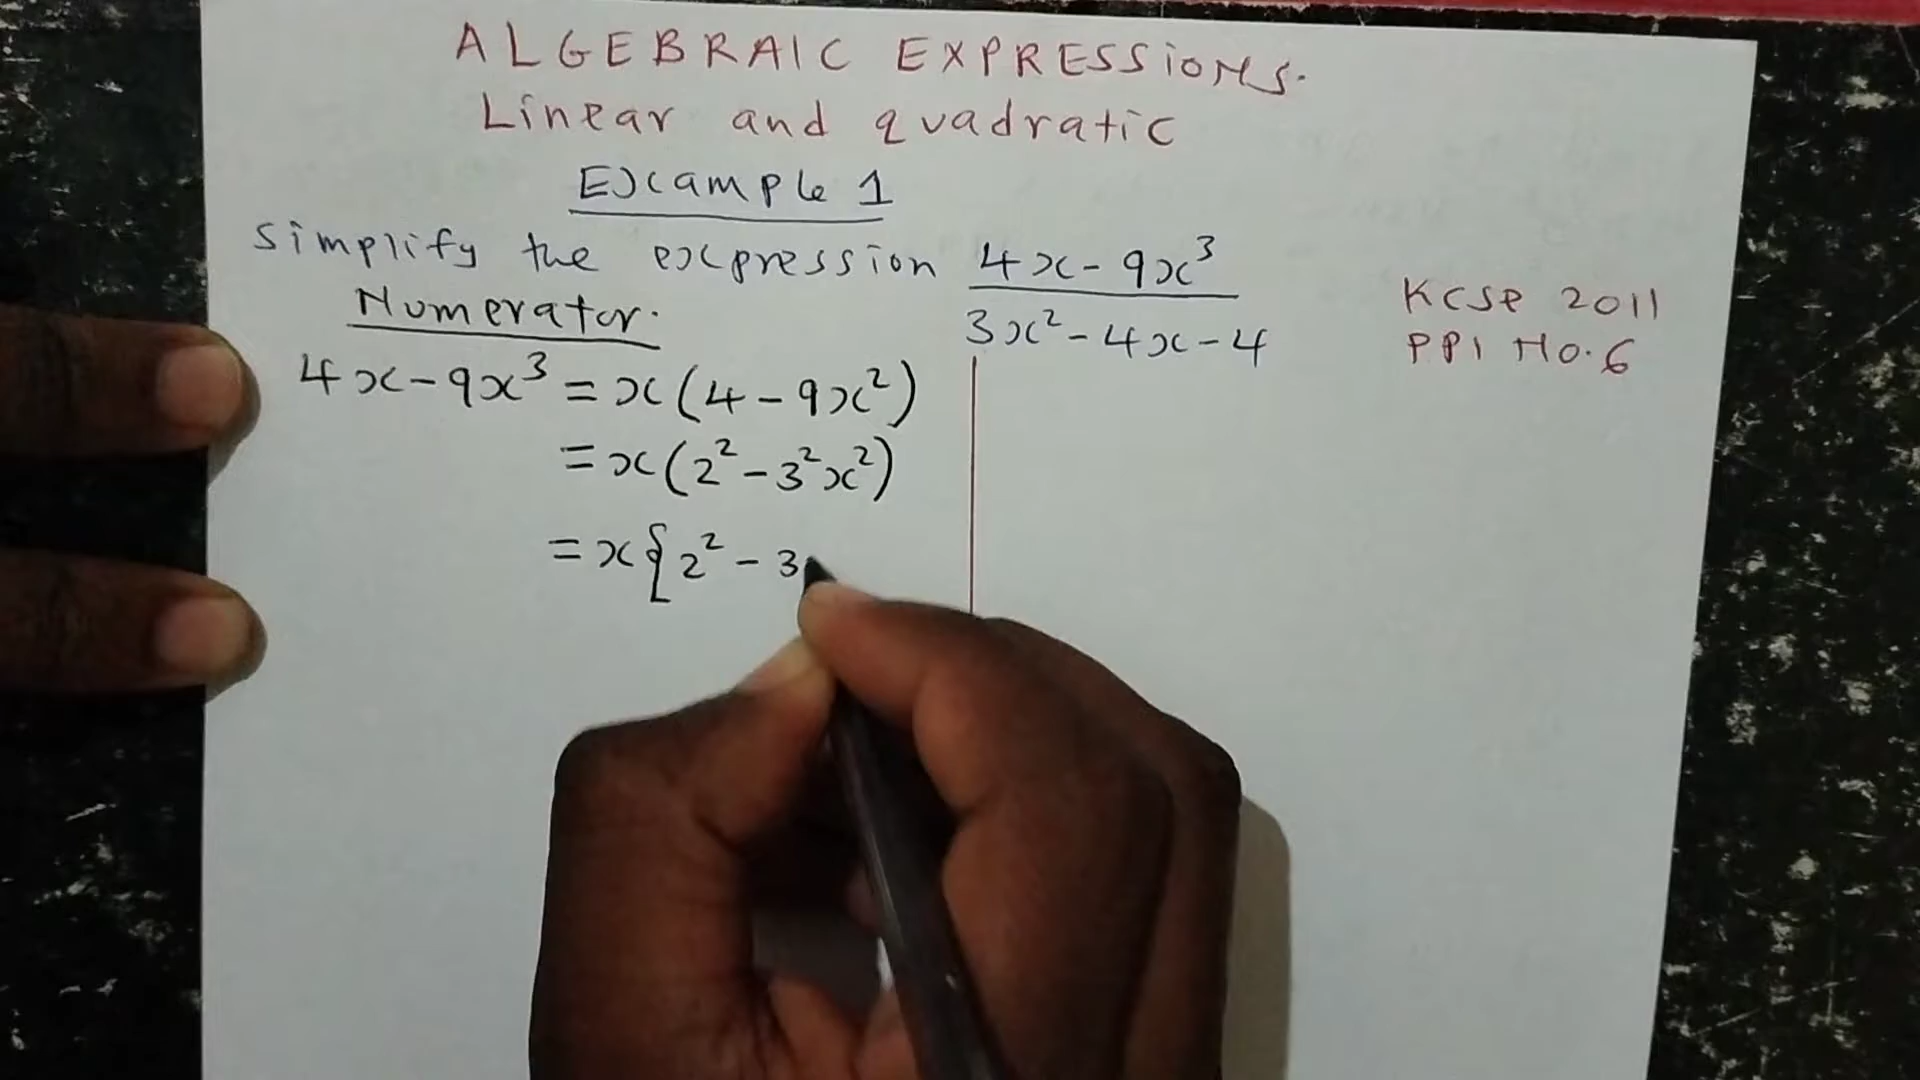 ALGEBRAIC EXPRESSIONS.
Linear and quadratic
Example 1
Simplify the expression 4x - 9x³
3x² - 4x - 4
KCSE 2011
PP1 No. 6
Numerator.
4x - 9x³ = x(4 - 9x²)
= x(2² - 3²x²)
= x{2² - 3